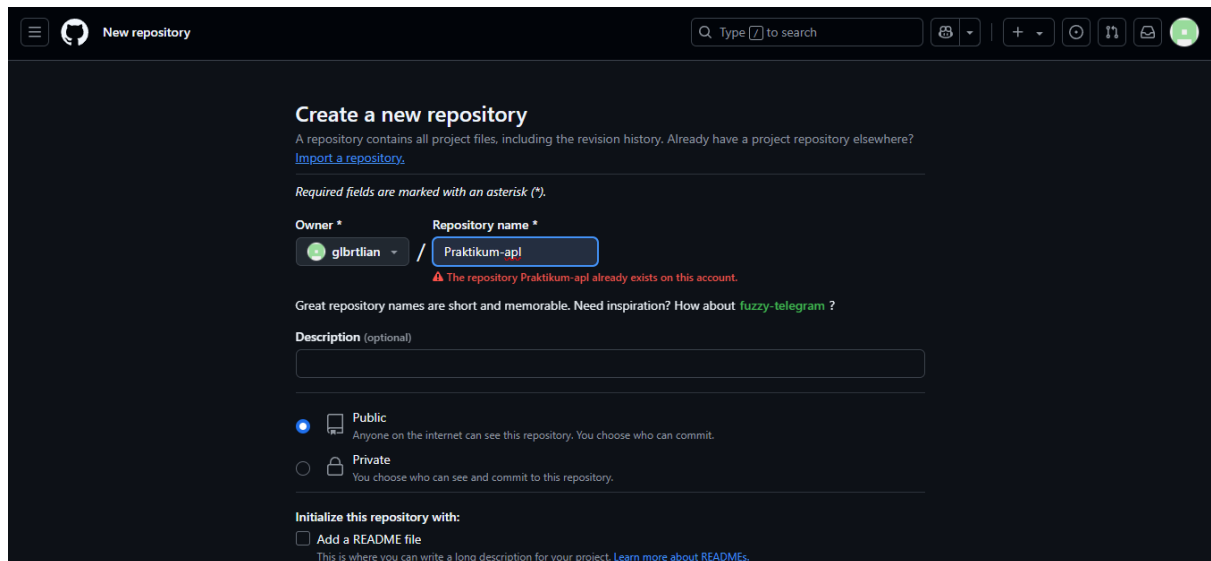 New repository
Type / to search
Create a new repository
A repository contains all project files, including the revision history. Already have a project repository elsewhere?
Import a repository.
Required fields are marked with an asterisk (*).
Owner * Repository name *
glbrtlian / Praktikum-apl
The repository Praktikum-apl already exists on this account.
Great repository names are short and memorable. Need inspiration? How about fuzzy-telegram ?
Description (optional)
Public
Anyone on the internet can see this repository. You choose who can commit.
Private
You choose who can see and commit to this repository.
Initialize this repository with:
Add a README file
This is where you can write a long description for your project. Learn more about READMEs.